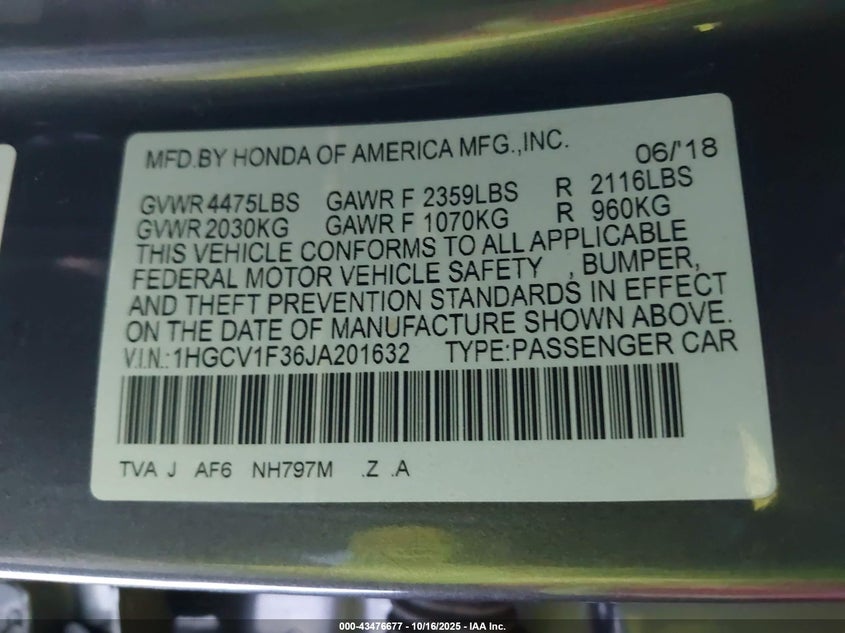 MFD.BY HONDA OF AMERICA MFG.,INC. 06/'18
GVWR 4475LBS GAWR F 2359LBS R 2116LBS
GVWR 2030KG GAWR F 1070KG R 960KG
THIS VEHICLE CONFORMS TO ALL APPLICABLE
FEDERAL MOTOR VEHICLE SAFETY , BUMPER,
AND THEFT PREVENTION STANDARDS IN EFFECT
ON THE DATE OF MANUFACTURE SHOWN ABOVE.
V.I.N.:1HGCV1F36JA201632 TYPE:PASSENGER CAR
TVA J AF6 NH797M .Z .A
000-43476677 - 10/16/2025 - IAA Inc.